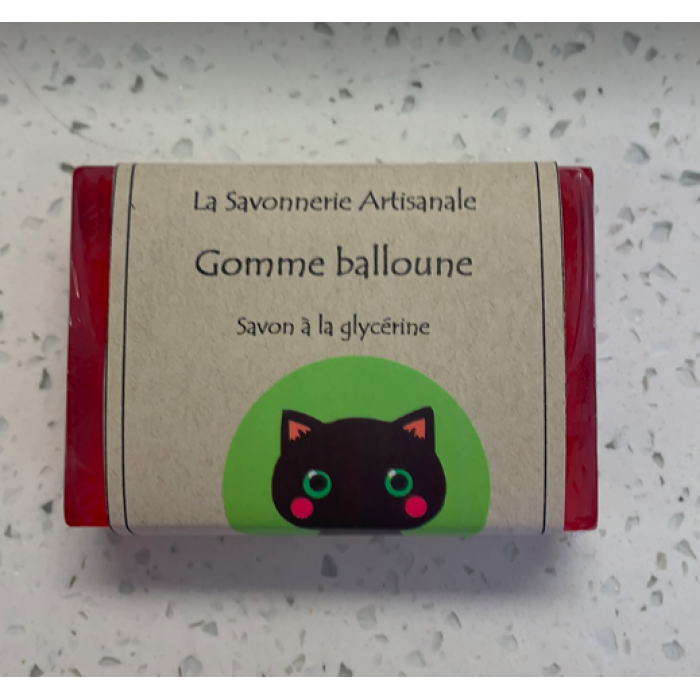 La Savonnerie Artisanale
Gomme balloune
Savon à la glycérine